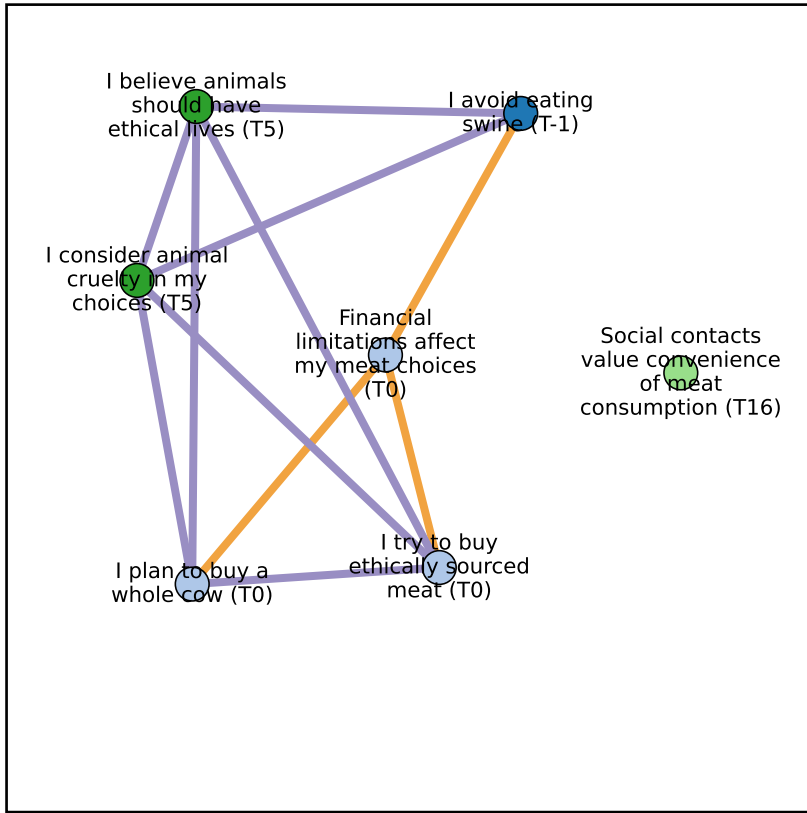 I believe animals
should have
ethical lives (T5)
I avoid eating
swine (T-1)
I consider animal
cruelty in my
choices (T5)
Financial
limitations affect
my meat choices
(T0)
Social contacts
value convenience
of meat
consumption (T16)
I plan to buy a
whole cow (T0)
I try to buy
ethically sourced
meat (T0)